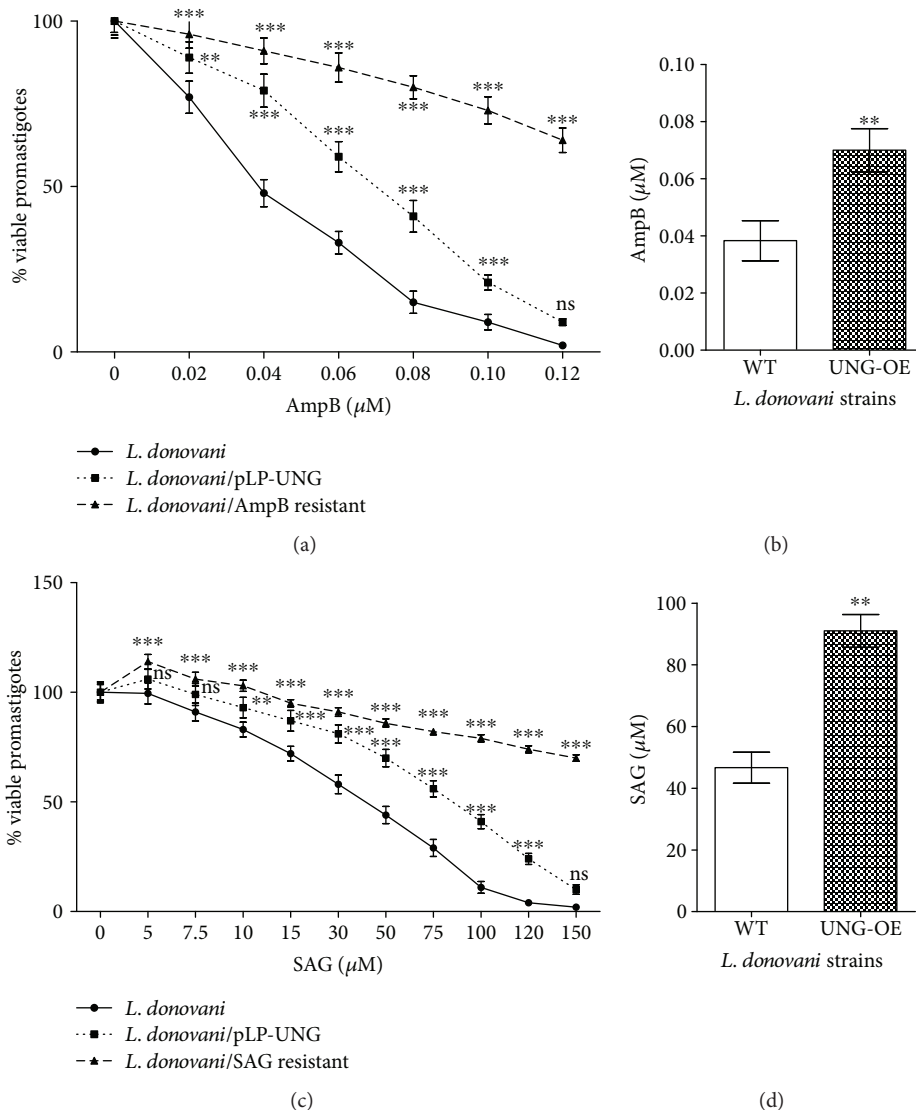 100
50
0
% viable promastigotes
***
***
***
***
***
***
**
***
***
***
***
ns
0
0.02
0.04
0.06
0.08
0.10
0.12
AmpB (μM)
L. donovani
L. donovani/pLP-UNG
L. donovani/AmpB resistant
(a)
0.10
0.08
0.06
0.04
0.02
0.00
AmpB (μM)
**
WT
UNG-OE
L. donovani strains
(b)
150
100
50
0
% viable promastigotes
***
***
***
***
***
***
***
***
***
***
ns
ns
**
***
***
***
***
***
***
ns
0
5
7.5
10
15
30
50
75
100
120
150
SAG (μM)
L. donovani
L. donovani/pLP-UNG
L. donovani/SAG resistant
(c)
100
80
60
40
20
0
SAG (μM)
**
WT
UNG-OE
L. donovani strains
(d)